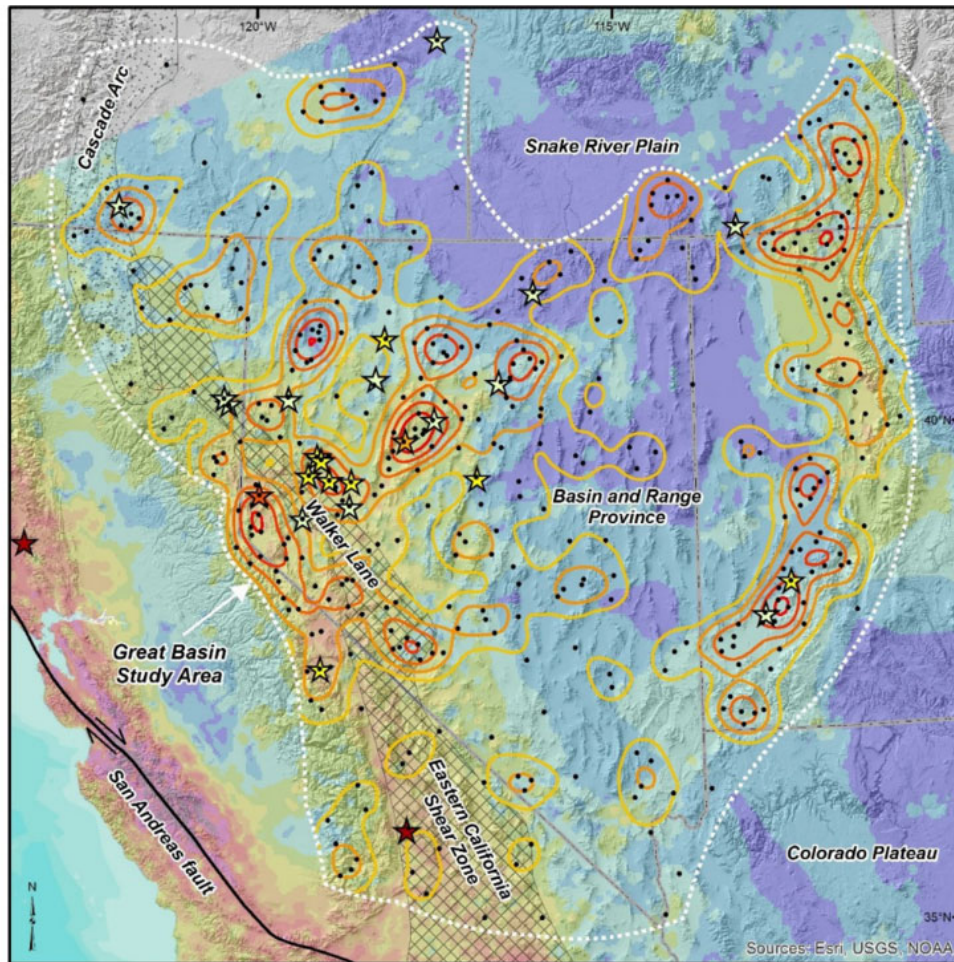 120°W
115°W
Cascade Arc
Snake River Plain
40°N
Walker Lane
Basin and Range
Province
Great Basin
Study Area
San Andreas fault
Eastern California
Shear Zone
Colorado Plateau
N
35°N
Sources: Esri, USGS, NOAA